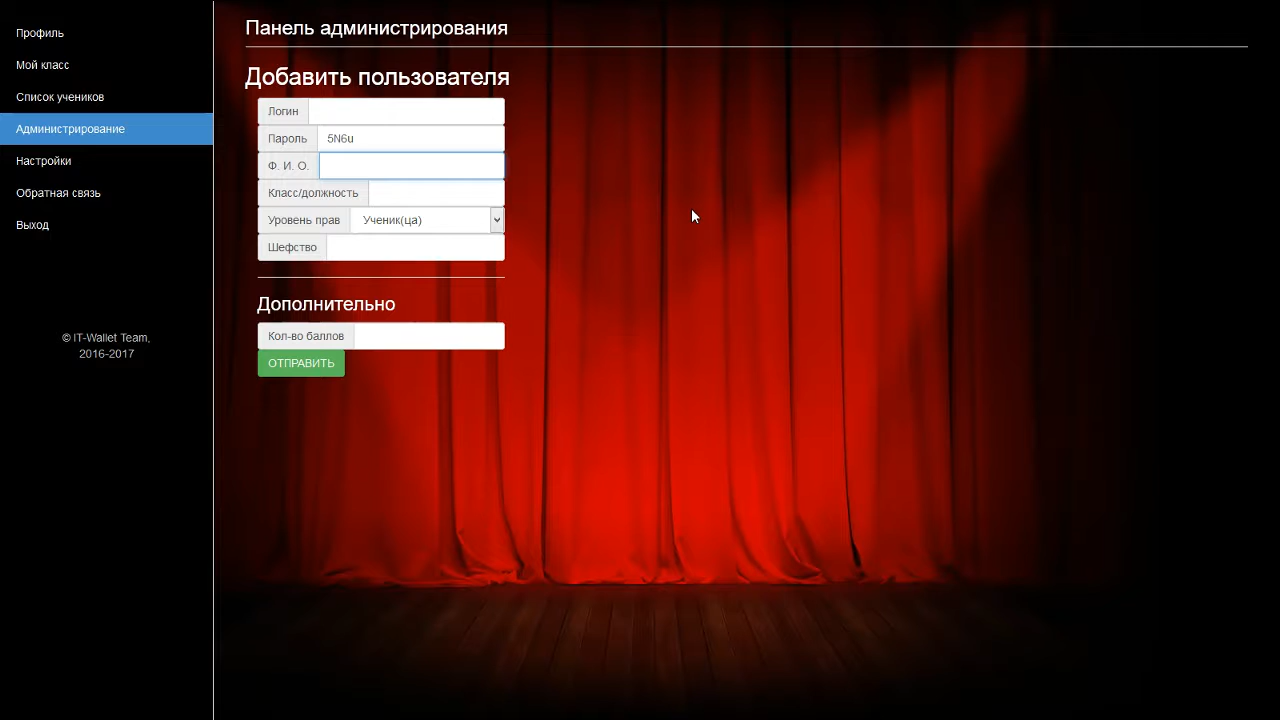 Профиль
Мой класс
Список учеников
Администрирование
Настройки
Обратная связь
Выход
© IT-Wallet Team,
2016-2017
Панель администрирования
Добавить пользователя
Логин
Пароль 5N6u
Ф. И. О.
Класс/должность
Уровень прав Ученик(ца)
Шефство
Дополнительно
Кол-во баллов
ОТПРАВИТЬ